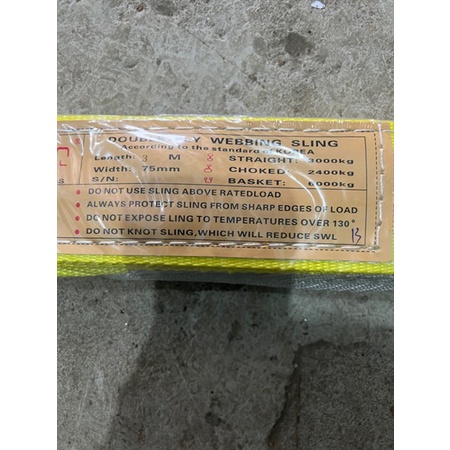 DOUBLE PLY WEBBING SLING
According to the standard of KOREA
Length: 3 M STRAIGHT: 3000kg
Width: 75mm CHOKED: 2400kg
S/N: BASKET: 6000kg
• DO NOT USE SLING ABOVE RATEDLOAD
• ALWAYS PROTECT SLING FROM SHARP EDGES OF LOAD
• DO NOT EXPOSE LING TO TEMPERATURES OVER 130°
• DO NOT KNOT SLING,WHICH WILL REDUCE SWL